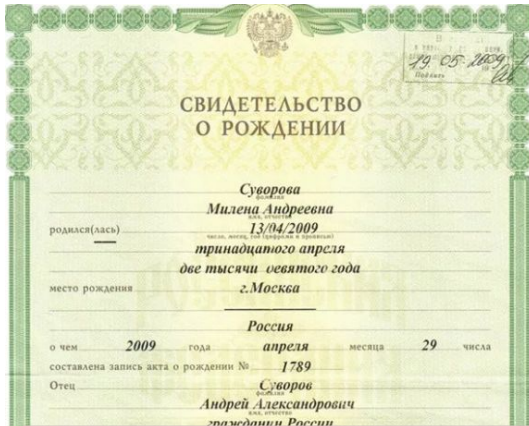 19. 05- 2009
Подпись
СВИДЕТЕЛЬСТВО
О РОЖДЕНИИ
Суворова
фамилия
Милена Андреевна
имя, отчество
родился(лась) 13/04/2009
число, месяц, год (цифрами и прописью)
тринадцатого апреля
две тысячи девятого года
место рождения г.Москва
Россия
о чем 2009 года апреля месяца 29 числа
составлена запись акта о рождении № 1789
Отец Суворов
фамилия
Андрей Александрович
имя, отчество
гражданин России